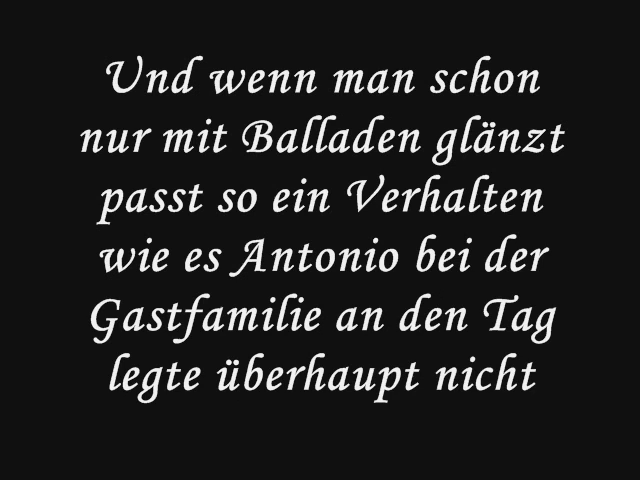 Und wenn man schon
nur mit Balladen glänzt
passt so ein Verhalten
wie es Antonio bei der
Gastfamilie an den Tag
legte überhaupt nicht